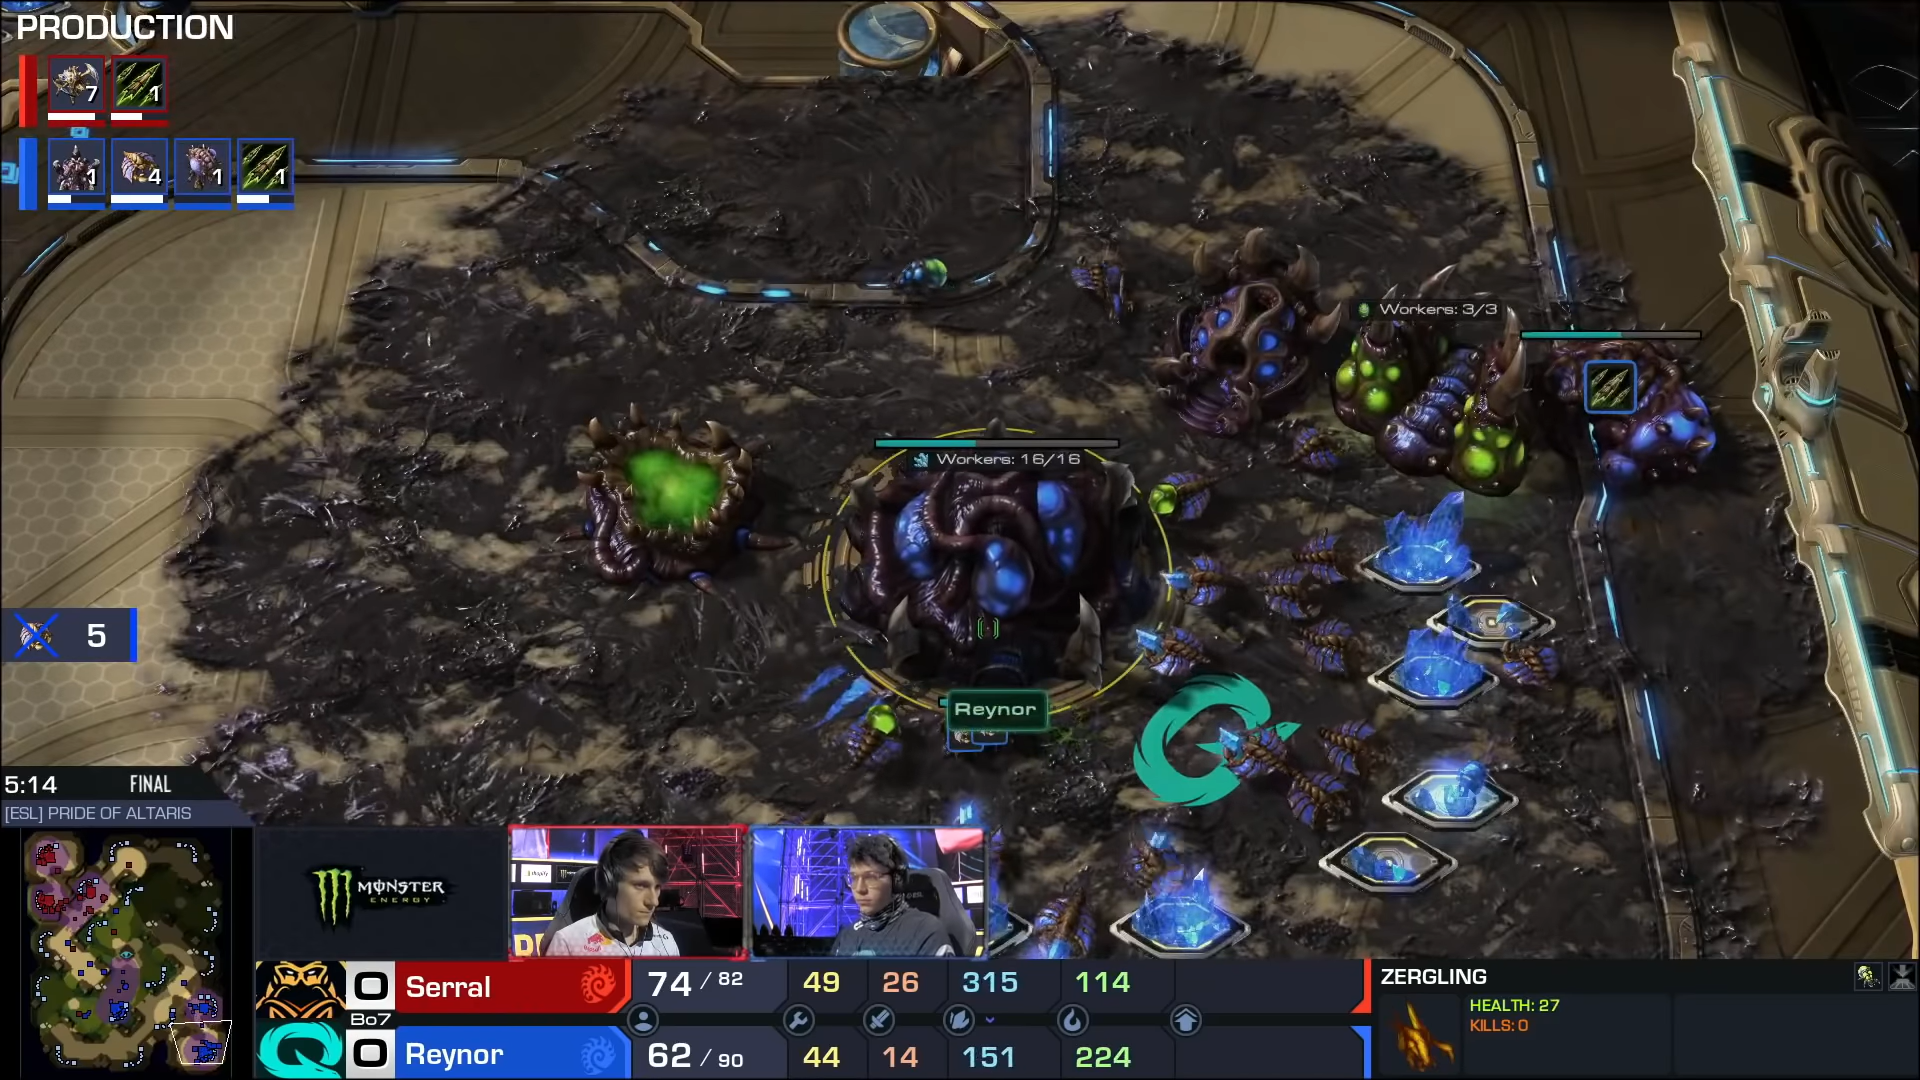 PRODUCTION
7 1
1 4 1 1
Workers: 3/3
Workers: 16/16
5
Reynor
5:14 FINAL
[ESL] PRIDE OF ALTARIS
MONSTER
ENERGY
0 Serral 74 / 82 49 26 315 114
Bo7
0 Reynor 62 / 90 44 14 151 224
ZERGLING
HEALTH: 27
KILLS: 0